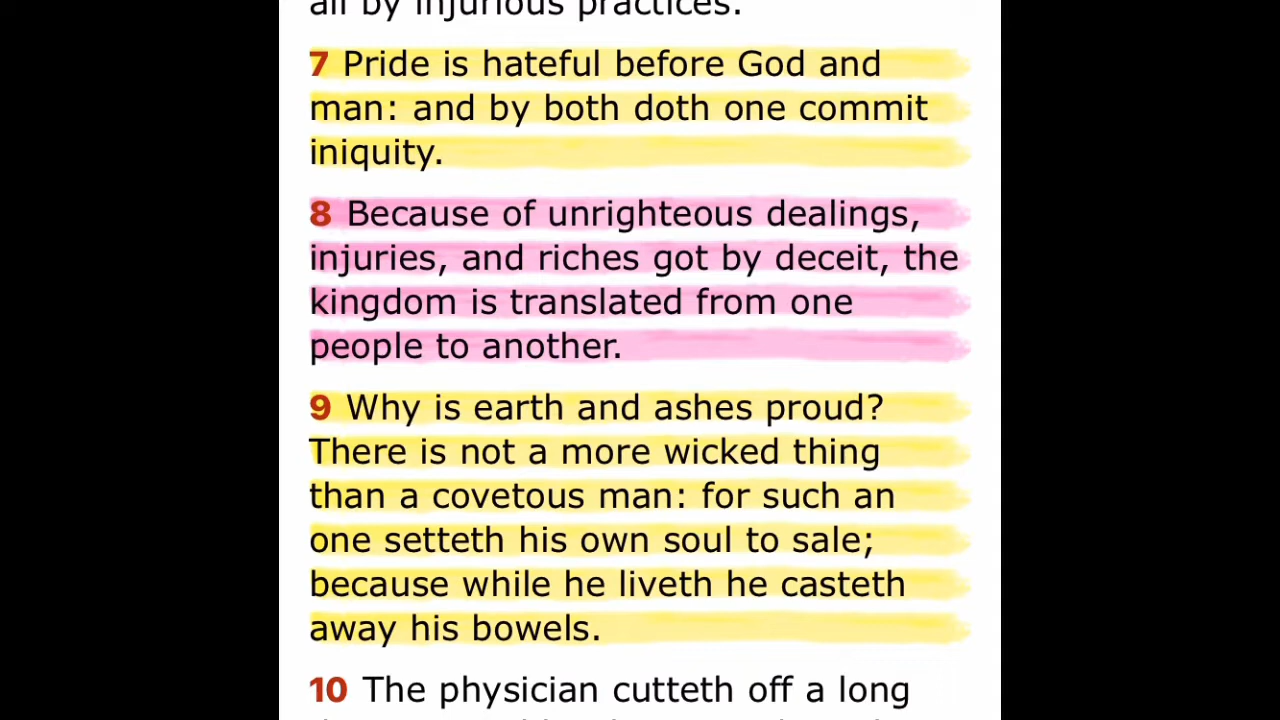 all by injurious practices.
7 Pride is hateful before God and
man: and by both doth one commit
iniquity.
8 Because of unrighteous dealings,
injuries, and riches got by deceit, the
kingdom is translated from one
people to another.
9 Why is earth and ashes proud?
There is not a more wicked thing
than a covetous man: for such an
one setteth his own soul to sale;
because while he liveth he casteth
away his bowels.
10 The physician cutteth off a long